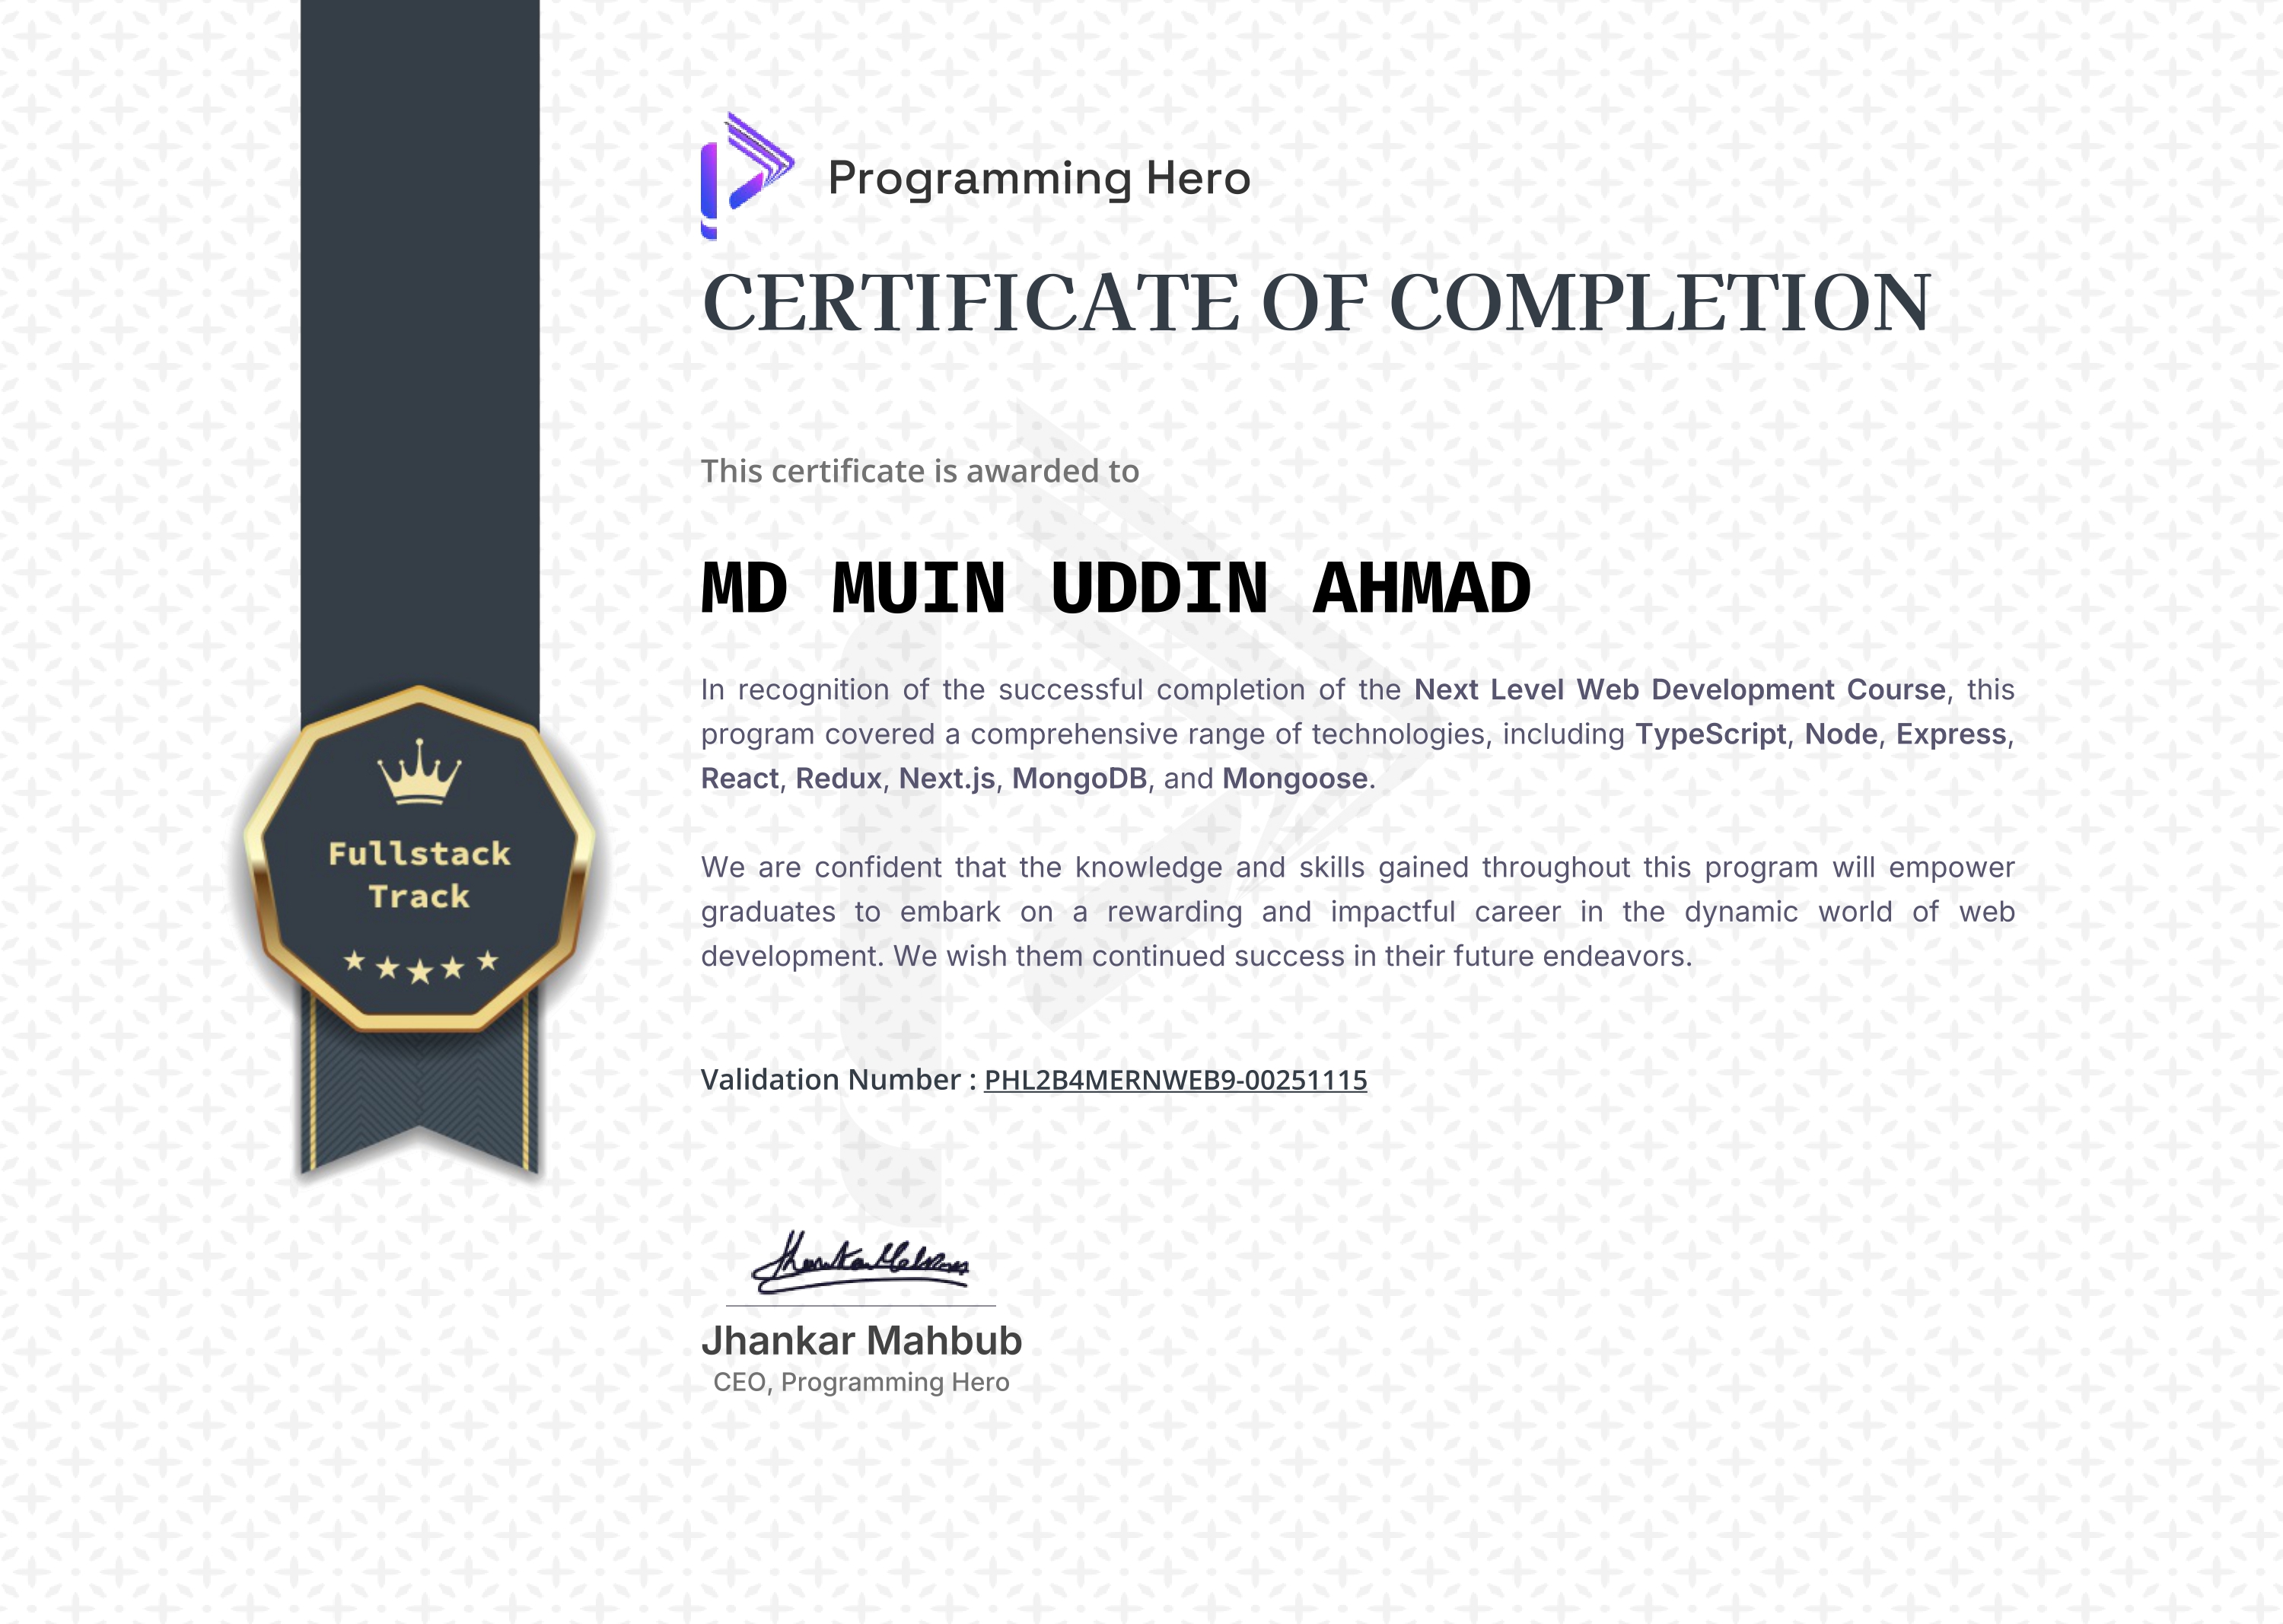 Programming Hero
CERTIFICATE OF COMPLETION
This certificate is awarded to
MD MUIN UDDIN AHMAD
In recognition of the successful completion of the Next Level Web Development Course, this
program covered a comprehensive range of technologies, including TypeScript, Node, Express,
React, Redux, Next.js, MongoDB, and Mongoose.
We are confident that the knowledge and skills gained throughout this program will empower
graduates to embark on a rewarding and impactful career in the dynamic world of web
development. We wish them continued success in their future endeavors.
Validation Number : PHL2B4MERNWEB9-00251115
Jhankar Mahbub
Jhankar Mahbub
CEO, Programming Hero
Fullstack
Track